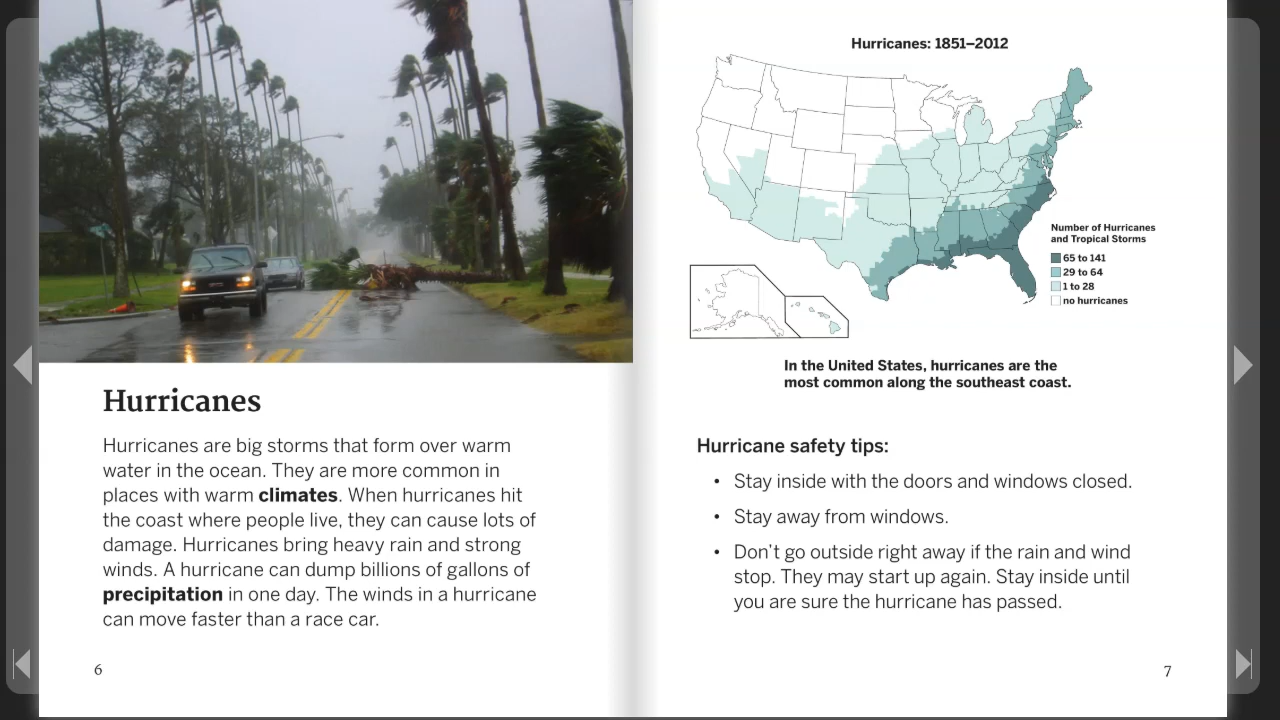 Hurricanes
Hurricanes are big storms that form over warm
water in the ocean. They are more common in
places with warm climates. When hurricanes hit
the coast where people live, they can cause lots of
damage. Hurricanes bring heavy rain and strong
winds. A hurricane can dump billions of gallons of
precipitation in one day. The winds in a hurricane
can move faster than a race car.
6
Hurricanes: 1851–2012
Number of Hurricanes
and Tropical Storms
65 to 141
29 to 64
1 to 28
no hurricanes
In the United States, hurricanes are the
most common along the southeast coast.
Hurricane safety tips:
• Stay inside with the doors and windows closed.
• Stay away from windows.
• Don't go outside right away if the rain and wind
stop. They may start up again. Stay inside until
you are sure the hurricane has passed.
7